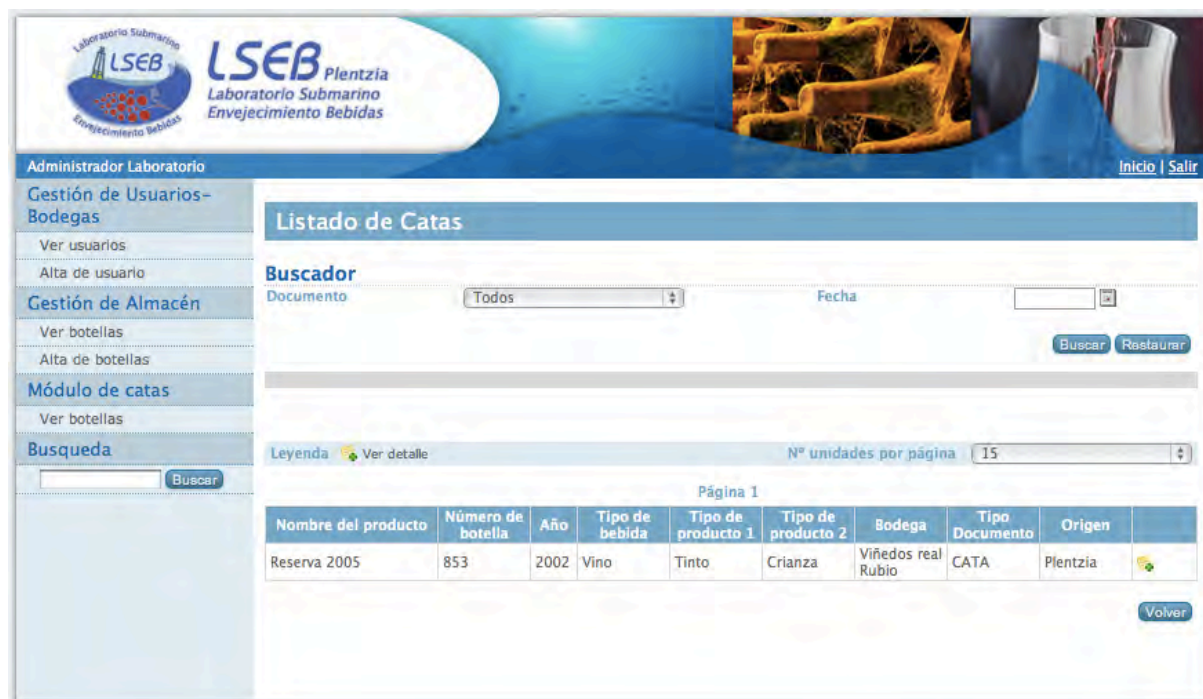 Laboratorio Submarino
LSEB
Envejecimiento Bebidas
LSEB Plentzia
Laboratorio Submarino
Envejecimiento Bebidas
Administrador Laboratorio
Inicio | Salir
Gestión de Usuarios-
Bodegas
Ver usuarios
Alta de usuario
Gestión de Almacén
Ver botellas
Alta de botellas
Módulo de catas
Ver botellas
Busqueda
Buscar
Listado de Catas
Buscador
Documento Todos Fecha
Buscar Restaurar
Leyenda Ver detalle Nº unidades por página 15
Página 1
Nombre del producto Número de botella Año Tipo de bebida Tipo de producto 1 Tipo de producto 2 Bodega Tipo Documento Origen
Reserva 2005 853 2002 Vino Tinto Crianza Viñedos real Rubio CATA Plentzia
Volver